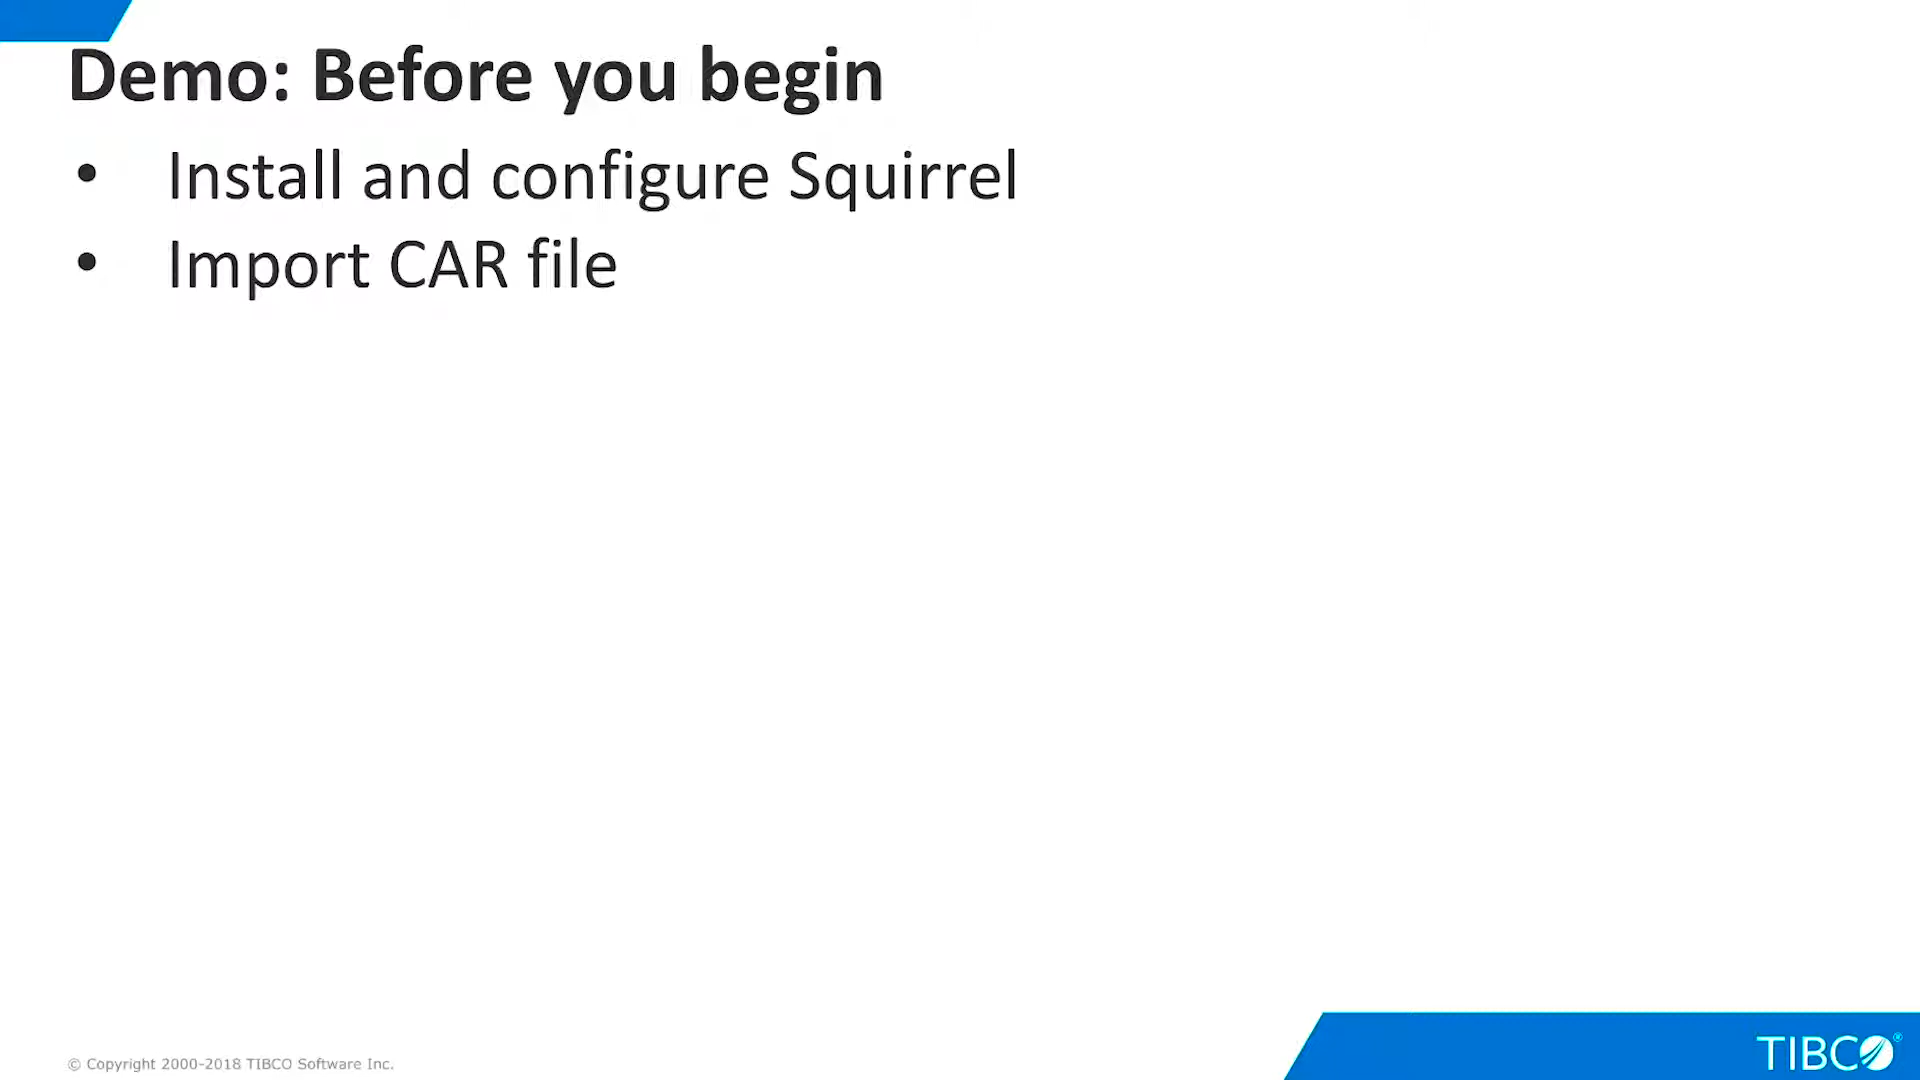 Demo: Before you begin
• Install and configure Squirrel
• Import CAR file
© Copyright 2000-2018 TIBCO Software Inc.
TIBCO®